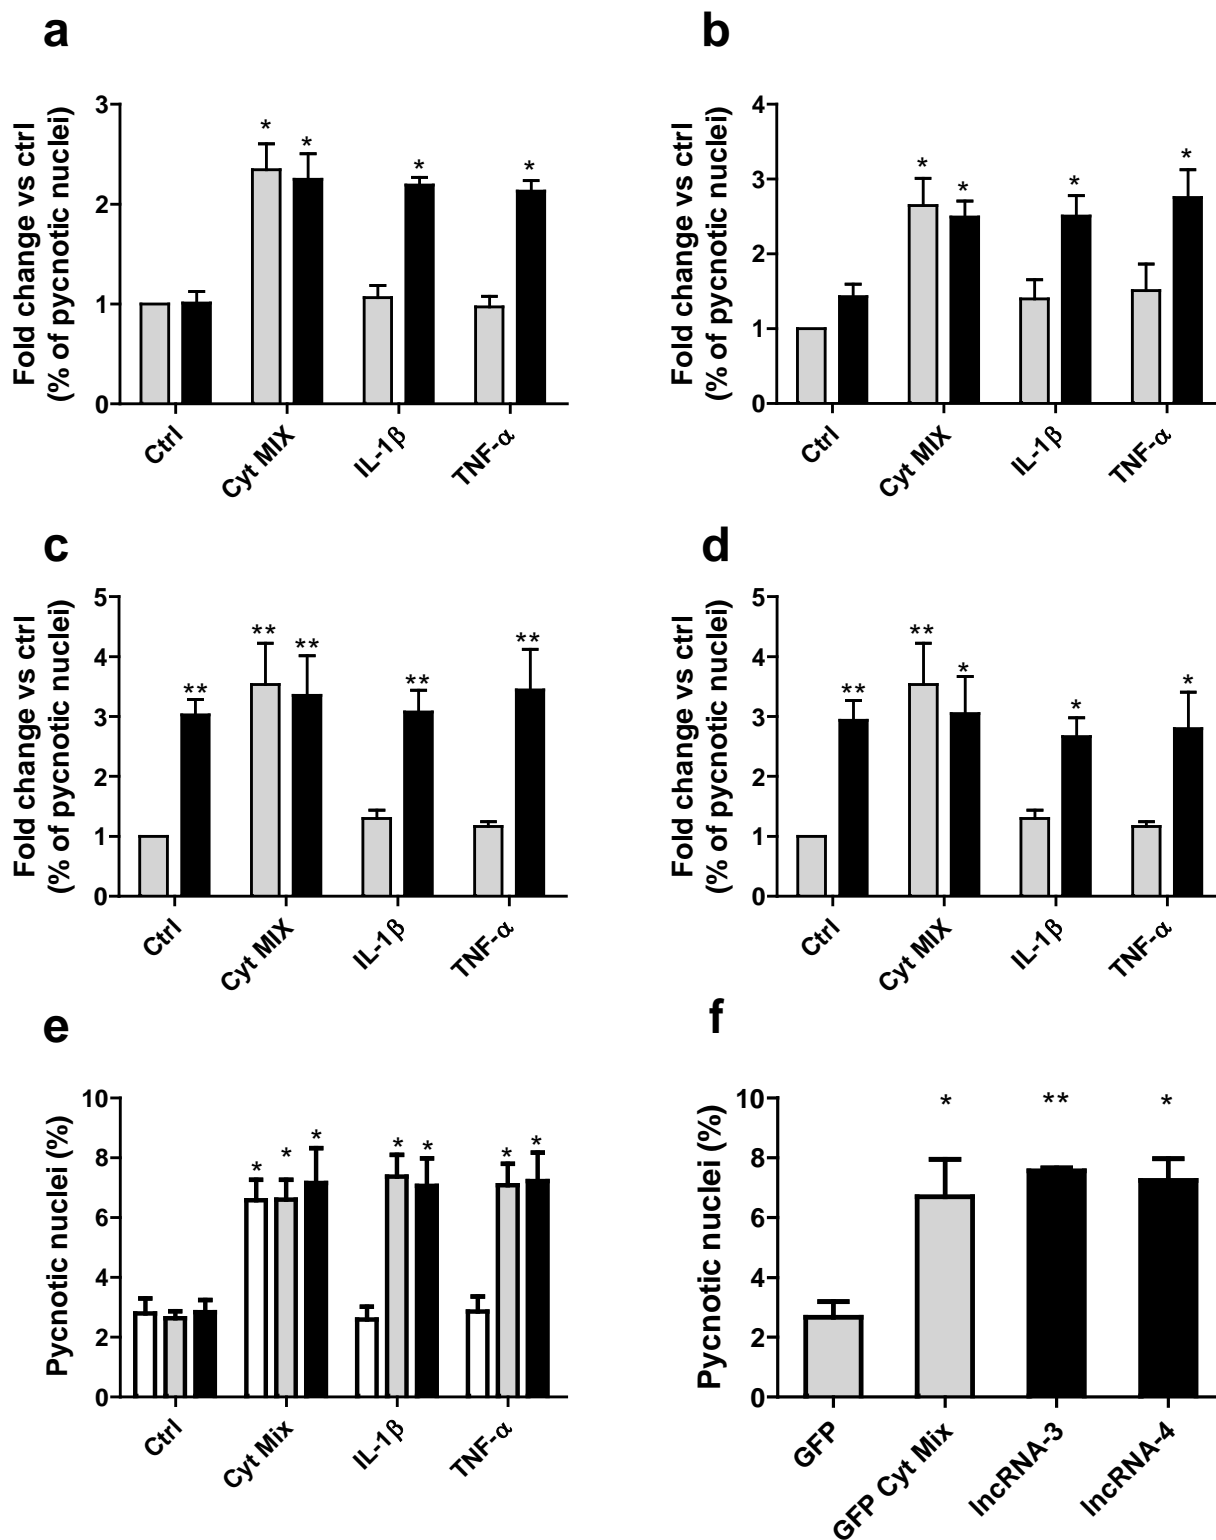 a
Fold change vs ctrl
(% of pycnotic nuclei)
3
2
1
0
* * * *
Ctrl
Cyt MIX
IL-1β
TNF-α
b
Fold change vs ctrl
(% of pycnotic nuclei)
4
3
2
1
0
* * * *
Ctrl
Cyt MIX
IL-1β
TNF-α
c
Fold change vs ctrl
(% of pycnotic nuclei)
5
4
3
2
1
0
** ** ** ** **
Ctrl
Cyt MIX
IL-1β
TNF-α
d
Fold change vs ctrl
(% of pycnotic nuclei)
5
4
3
2
1
0
** ** * * *
Ctrl
Cyt MIX
IL-1β
TNF-α
e
Pycnotic nuclei (%)
10
8
6
4
2
0
* * * * * * *
Ctrl
Cyt Mix
IL-1β
TNF-α
f
Pycnotic nuclei (%)
10
8
6
4
2
0
* ** *
GFP
GFP Cyt Mix
lncRNA-3
lncRNA-4